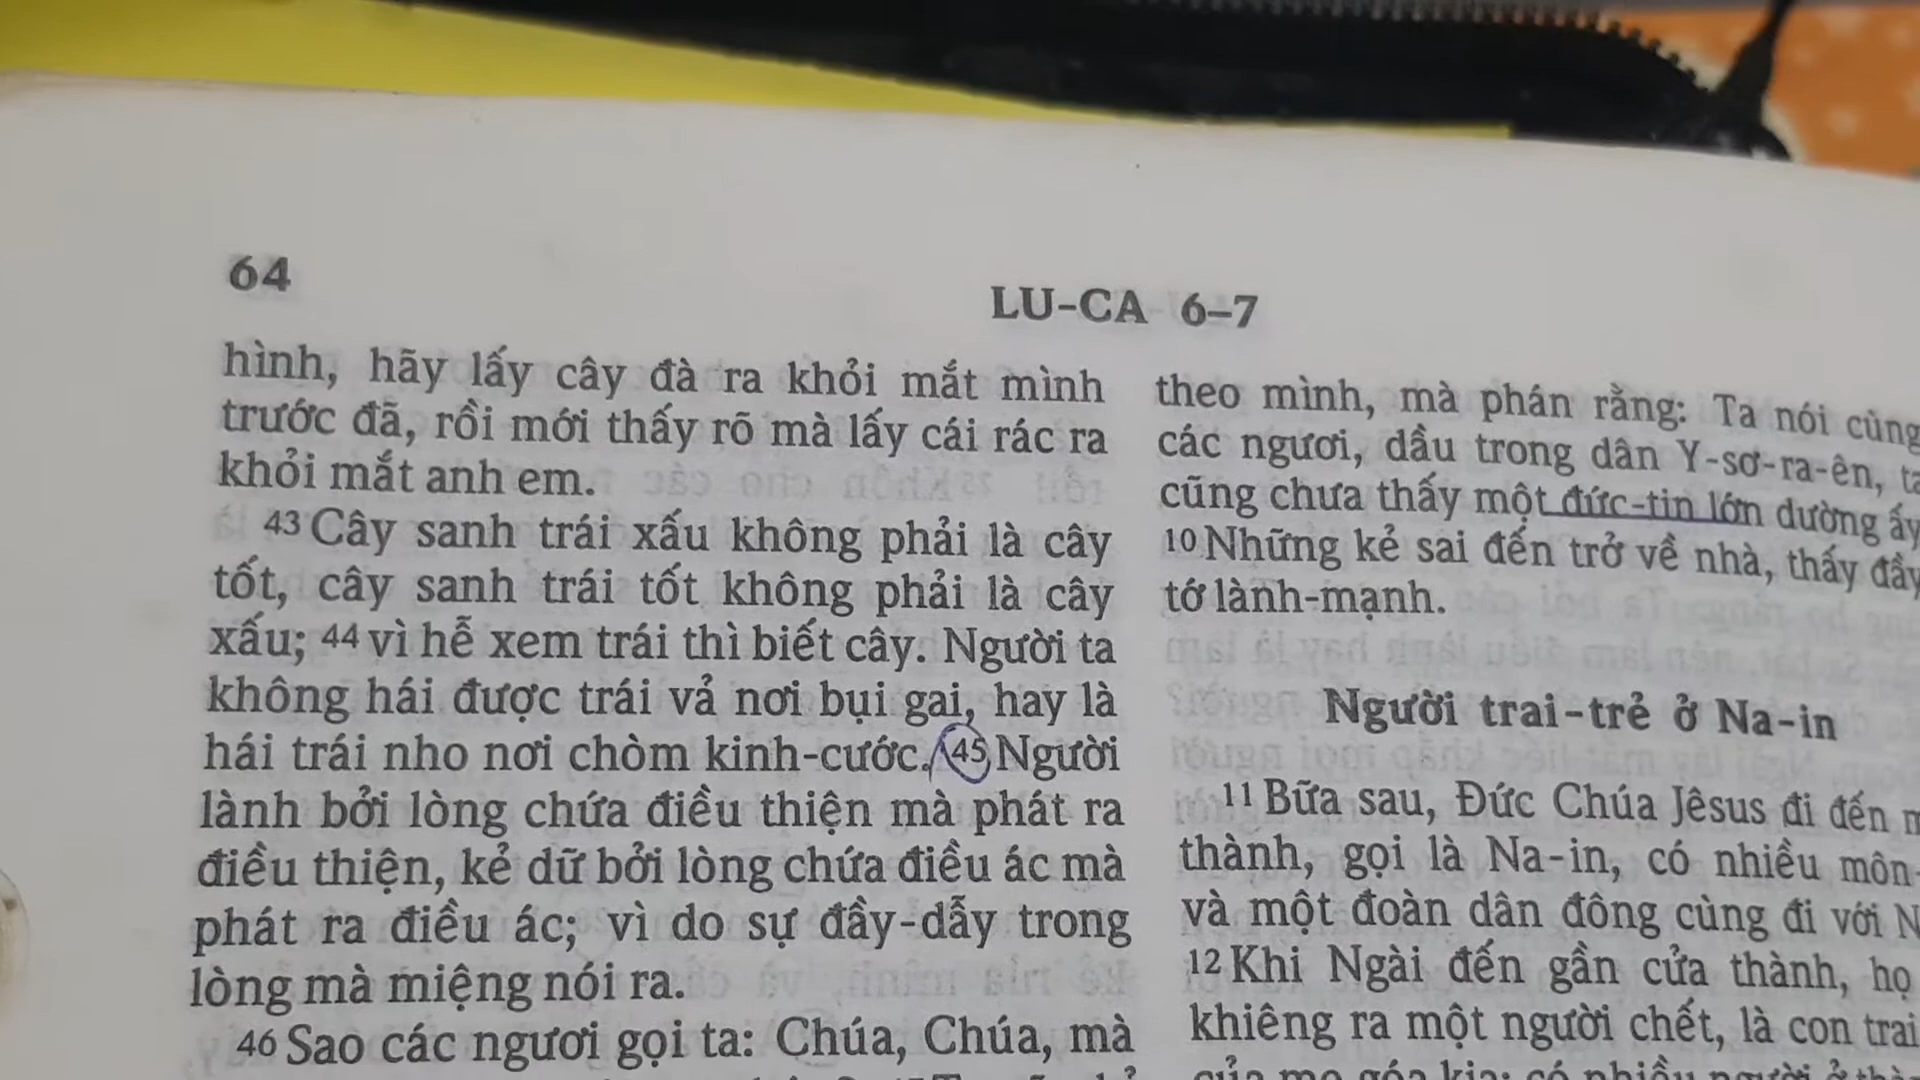 64
LU-CA 6–7
hình, hãy lấy cây đà ra khỏi mắt mình
trước đã, rồi mới thấy rõ mà lấy cái rác ra
khỏi mắt anh em.
43 Cây sanh trái xấu không phải là cây
tốt, cây sanh trái tốt không phải là cây
xấu; 44 vì hễ xem trái thì biết cây. Người ta
không hái được trái vả nơi bụi gai, hay là
hái trái nho nơi chòm kinh-cước. 45 Người
lành bởi lòng chứa điều thiện mà phát ra
điều thiện, kẻ dữ bởi lòng chứa điều ác mà
phát ra điều ác; vì do sự đầy-dẫy trong
lòng mà miệng nói ra.
46 Sao các ngươi gọi ta: Chúa, Chúa, mà
theo mình, mà phán rằng: Ta nói cùng
các ngươi, dầu trong dân Y-sơ-ra-ên, ta
cũng chưa thấy một đức-tin lớn dường ấy
10 Những kẻ sai đến trở về nhà, thấy đầy
tớ lành-mạnh.
Người trai-trẻ ở Na-in
11 Bữa sau, Đức Chúa Jêsus đi đến
thành, gọi là Na-in, có nhiều môn-
và một đoàn dân đông cùng đi với
12 Khi Ngài đến gần cửa thành, họ
khiêng ra một người chết, là con trai
của mẹ góa kia; có nhiều người ở